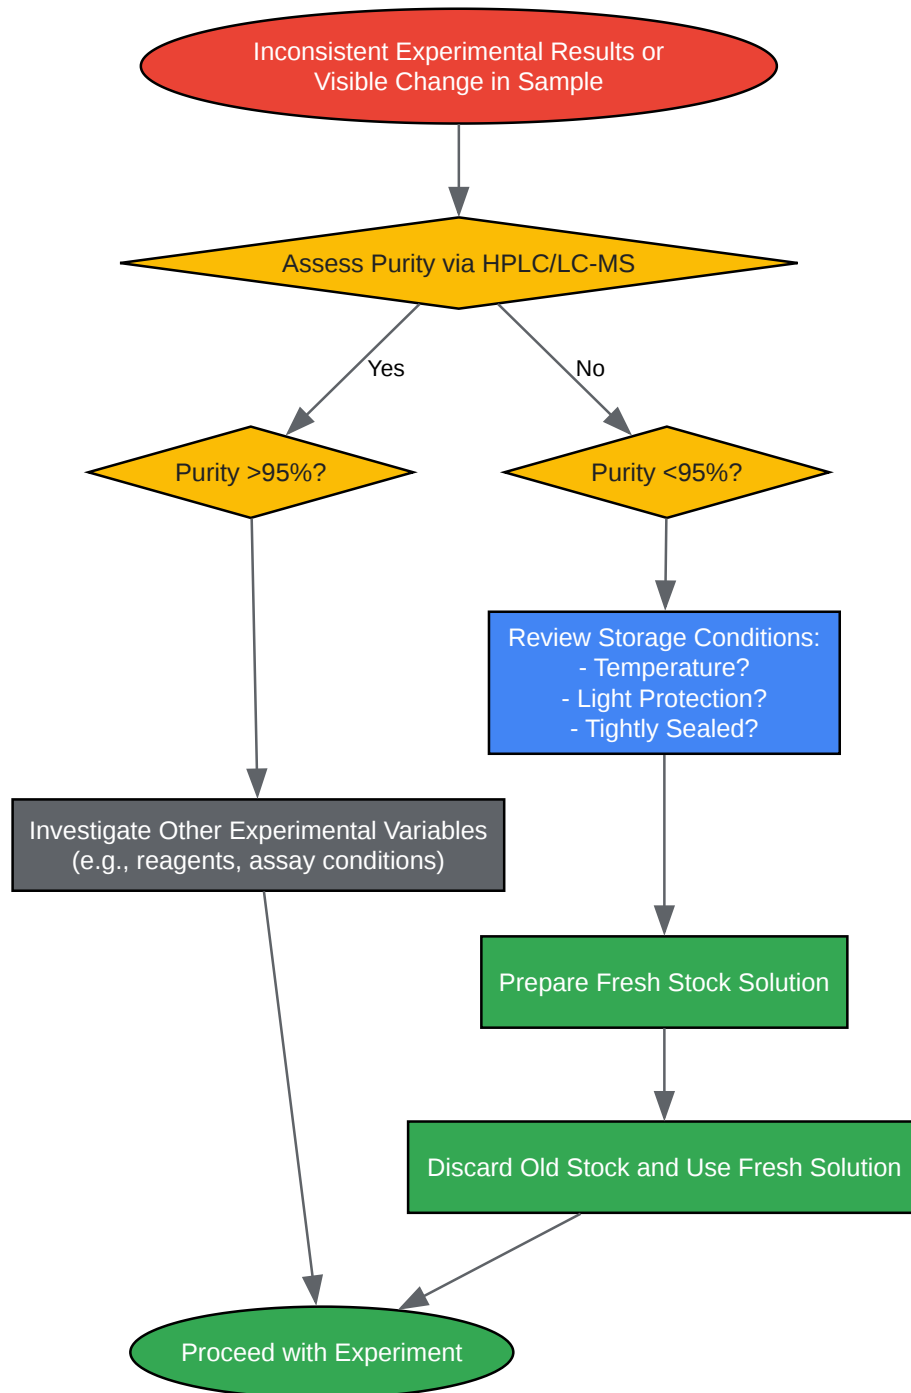 Inconsistent Experimental Results or
Visible Change in Sample
Assess Purity via HPLC/LC-MS
Yes
No
Purity >95%?
Purity <95%?
Review Storage Conditions:
- Temperature?
- Light Protection?
- Tightly Sealed?
Investigate Other Experimental Variables
(e.g., reagents, assay conditions)
Prepare Fresh Stock Solution
Discard Old Stock and Use Fresh Solution
Proceed with Experiment